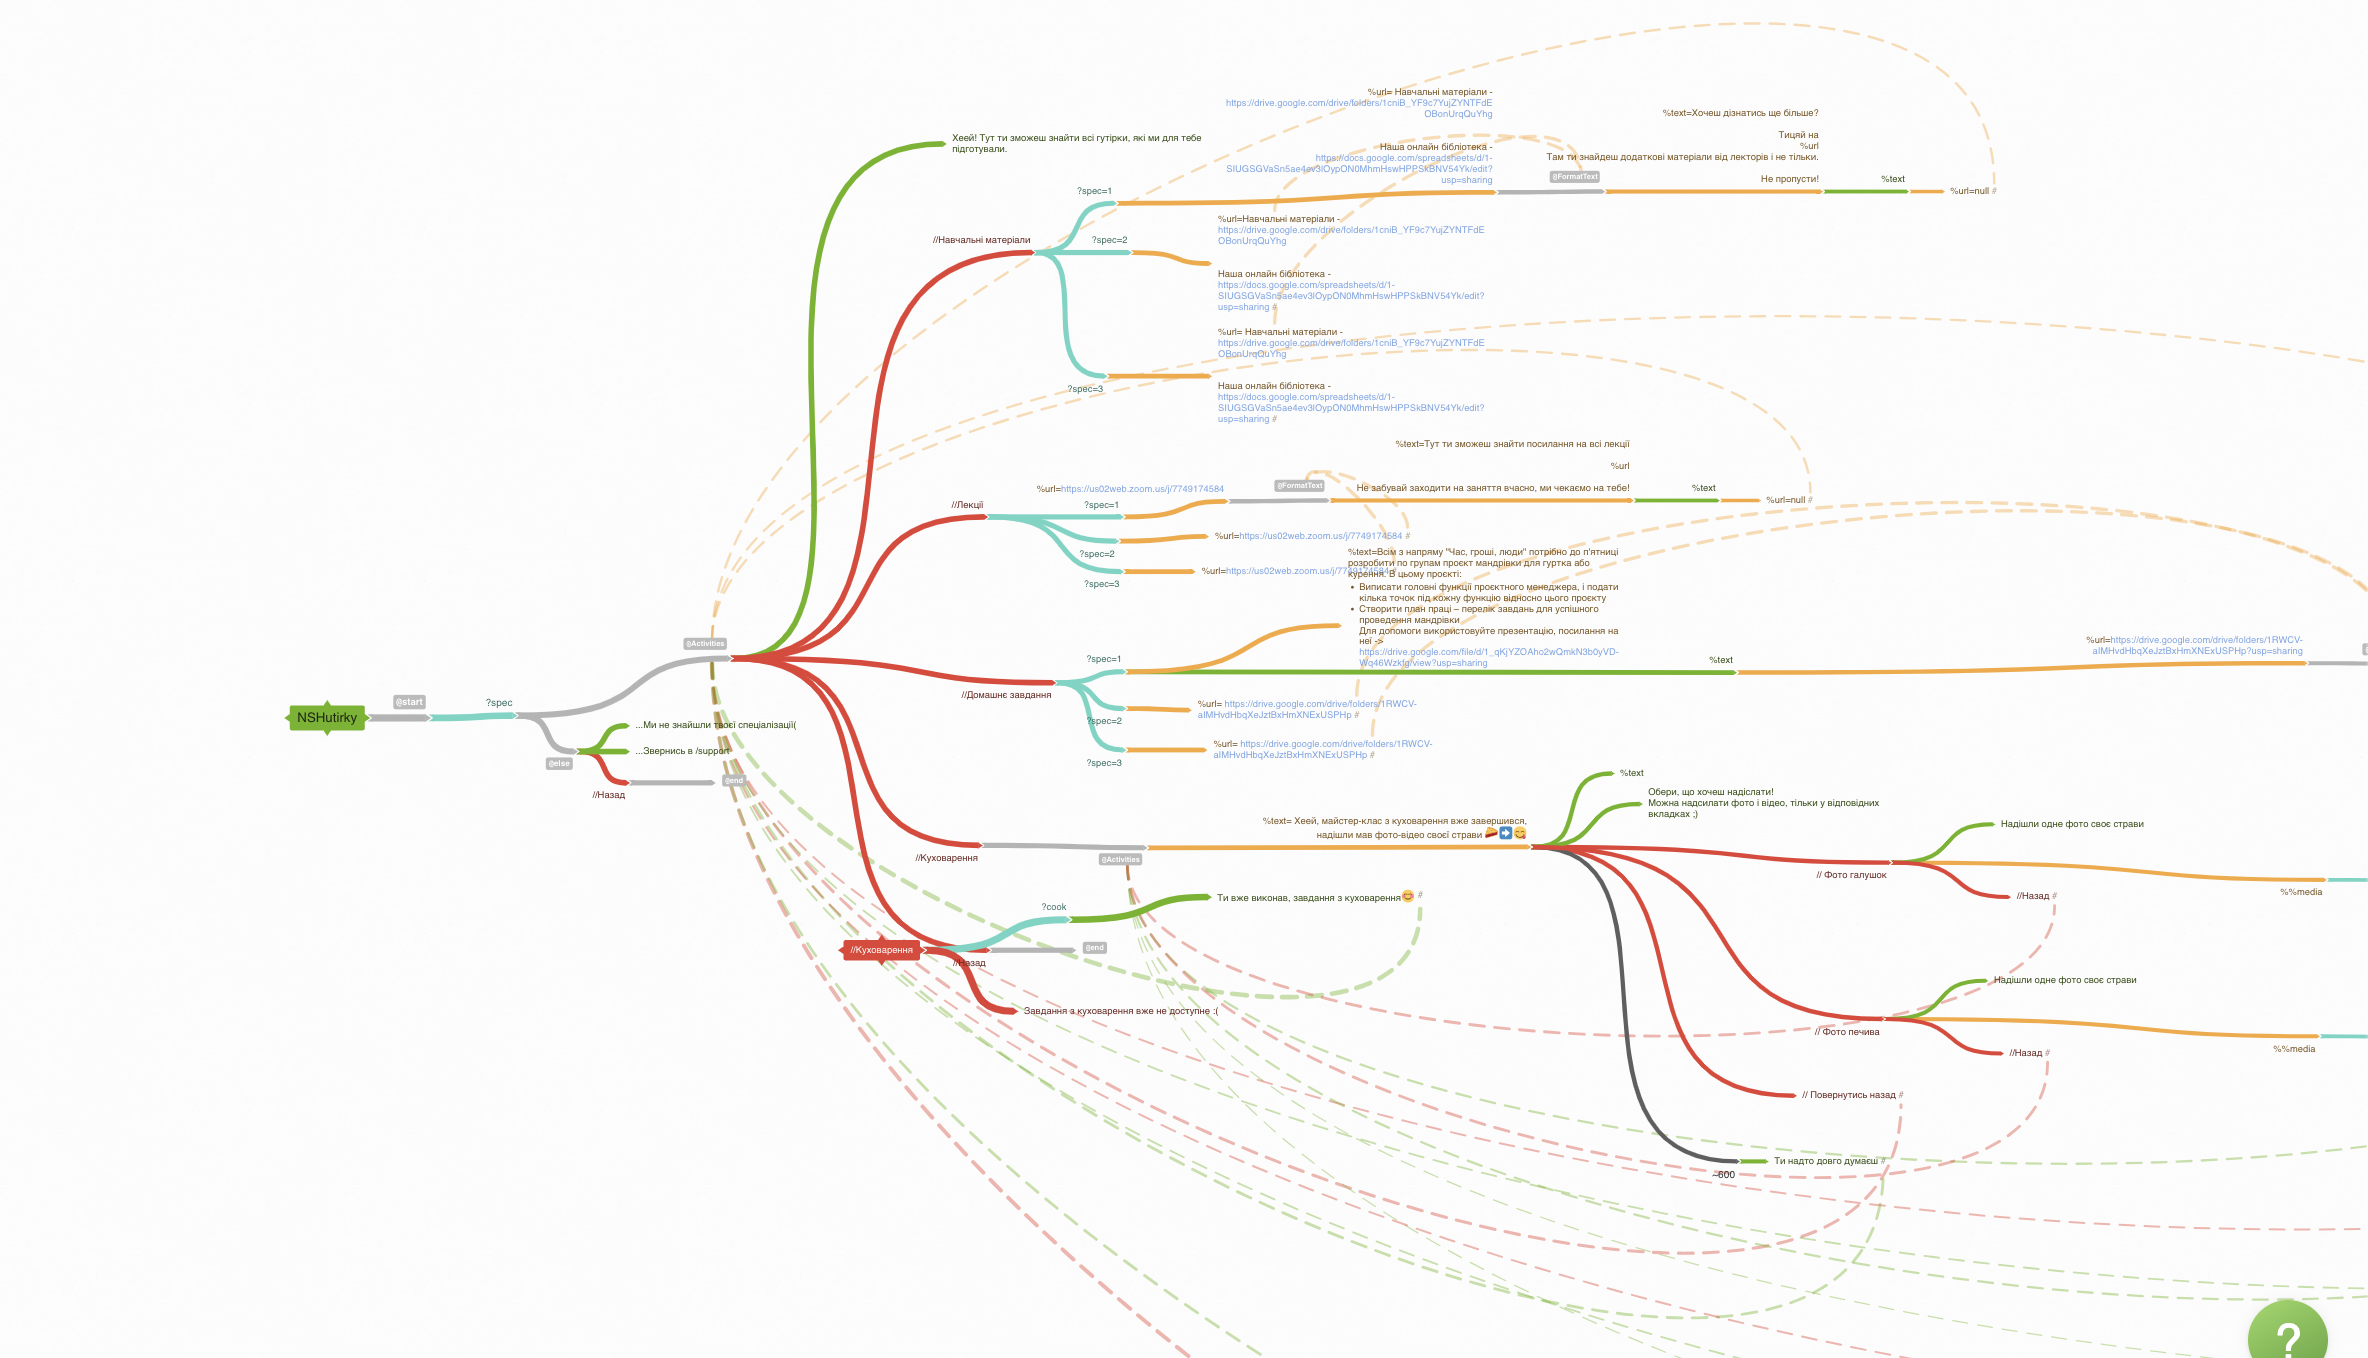 %url= Навчальні матеріали -
https://drive.google.com/drive/folders/1cniB_YF9c7YujZYNTFdE
OBonUrqQuYhg
Наша онлайн бібліотека -
https://docs.google.com/spreadsheets/d/1-
SIUGSGVaSn5ae4ev3lOypON0MhmHswHPPSkBNV54Yk/edit?
usp=sharing
%text=Хочеш дізнатись ще більше?
Тицяй на
%url
Там ти знайдеш додаткові матеріали від лекторів і не тільки.
Не пропусти!
@FormatText
%text
%url=null #
Хеей! Тут ти зможеш знайти всі гутірки, які ми для тебе
підготували.
?spec=1
//Навчальні матеріали
?spec=2
%url=Навчальні матеріали -
https://drive.google.com/drive/folders/1cniB_YF9c7YujZYNTFdE
OBonUrqQuYhg
Наша онлайн бібліотека -
https://docs.google.com/spreadsheets/d/1-
SIUGSGVaSn5ae4ev3lOypON0MhmHswHPPSkBNV54Yk/edit?
usp=sharing #
%url= Навчальні матеріали -
https://drive.google.com/drive/folders/1cniB_YF9c7YujZYNTFdE
OBonUrqQuYhg
?spec=3
Наша онлайн бібліотека -
https://docs.google.com/spreadsheets/d/1-
SIUGSGVaSn5ae4ev3lOypON0MhmHswHPPSkBNV54Yk/edit?
usp=sharing #
%text=Тут ти зможеш знайти посилання на всі лекції
%url
Не забувай заходити на заняття вчасно, ми чекаємо на тебе!
%url=https://us02web.zoom.us/j/7749174584
@FormatText
%text
%url=null #
//Лекції
?spec=1
?spec=2
%url=https://us02web.zoom.us/j/7749174584 #
?spec=3
%url=https://us02web.zoom.us/j/7749174584 #
%text=Всім з напряму "Час, гроші, люди" потрібно до п'ятниці
розробити по групам проєкт мандрівки для гуртка або
курення. В цьому проєкті:
• Виписати головні функції проєктного менеджера, і подати
кілька точок під кожну функцію відносно цього проєкту
• Створити план праці – перелік завдань для успішного
проведення мандрівки
Для допомоги використовуйте презентацію, посилання на
неї ->
https://drive.google.com/file/d/1_qKjYZOAho2wQmkN3b0yVD-
Wq46Wzkfg/view?usp=sharing
@Activities
?spec=1
%text
%url=https://drive.google.com/drive/folders/1RWCV-
aIMHvdHbqXeJztBxHmXNExUSPHp?usp=sharing
//Домашнє завдання
?spec=2
%url= https://drive.google.com/drive/folders/1RWCV-
aIMHvdHbqXeJztBxHmXNExUSPHp #
?spec=3
%url= https://drive.google.com/drive/folders/1RWCV-
aIMHvdHbqXeJztBxHmXNExUSPHp #
NSHutirky
@start
?spec
...Ми не знайшли твоєї спеціалізації(
...Звернись в /support
@else
//Назад
@end
%text
Обери, що хочеш надіслати!
Можна надсилати фото і відео, тільки у відповідних
вкладках ;)
%text= Хеей, майстер-клас з куховарення вже завершився,
надішли мав фото-відео своєї страви 🥧➡️😋
//Куховарення
@Activities
Надішли одне фото своє страви
// Фото галушок
%%media
//Назад #
?cook
Ти вже виконав, завдання з куховарення😊 #
//Куховарення
@end
//Назад
Завдання з куховарення вже не доступне :(
Надішли одне фото своє страви
// Фото печива
%%media
//Назад #
// Повернутись назад #
Ти надто довго думаєш #
~600
?